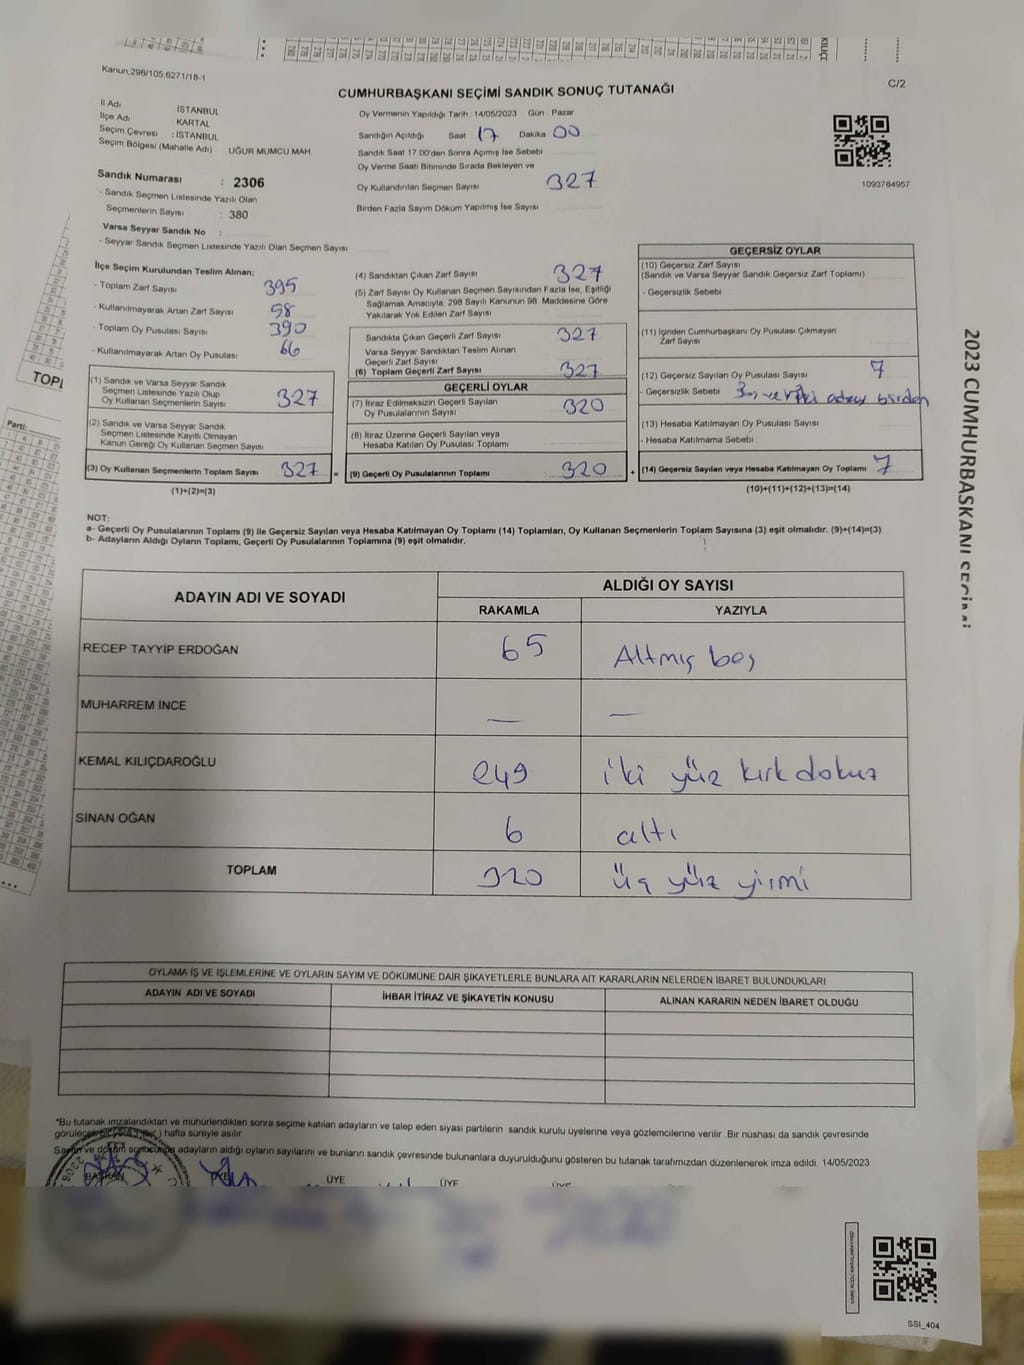 Kanun;298/105;6271/18-1
C/2
CUMHURBAŞKANI SEÇİMİ SANDIK SONUÇ TUTANAĞI
İl Adı : İSTANBUL
İlçe Adı KARTAL
Seçim Çevresi : İSTANBUL
Seçim Bölgesi (Mahalle Adı) UĞUR MUMCU MAH
Sandık Numarası : 2306
- Sandık Seçmen Listesinde Yazılı Olan
Seçmenlerin Sayısı : 380
Varsa Seyyar Sandık No :
- Seyyar Sandık Seçmen Listesinde Yazılı Olan Seçmen Sayısı
Oy Vermenin Yapıldığı Tarih : 14/05/2023 Gün : Pazar
Sandığın Açıldığı Saat 17 Dakika 00
Sandık Saat 17:00'den Sonra Açımış İse Sebebi
Oy Verme Saati Bitiminde Sırada Bekleyen ve
Oy Kullandırılan Seçmen Sayısı 327
Birden Fazla Sayım Döküm Yapılmış İse Sayısı
1093784957
İlçe Seçim Kurulundan Teslim Alınan;
- Toplam Zarf Sayısı 395
- Kullanılmayarak Artan Zarf Sayısı 58
- Toplam Oy Pusulası Sayısı 390
- Kullanılmayarak Artan Oy Pusulası 66
(1) Sandık ve Varsa Seyyar Sandık
Seçmen Listesinde Yazılı Olup
Oy Kullanan Seçmenlerin Sayısı 327
(2) Sandık ve Varsa Seyyar Sandık
Seçmen Listesinde Kayıtlı Olmayan
Kanun Gereği Oy Kullanan Seçmen Sayısı
(3) Oy Kullanan Seçmenlerin Toplam Sayısı 327 =
(1)+(2)=(3)
(4) Sandıktan Çıkan Zarf Sayısı 327
(5) Zarf Sayısı Oy Kullanan Seçmen Sayısından Fazla İse, Eşitliği
Sağlamak Amacıyla, 298 Sayılı Kanunun 98. Maddesine Göre
Yakılarak Yok Edilen Zarf Sayısı
Sandıkta Çıkan Geçerli Zarf Sayısı 327
Varsa Seyyar Sandıktan Teslim Alınan
Geçerli Zarf Sayısı
(6) Toplam Geçerli Zarf Sayısı 327
GEÇERLİ OYLAR
(7) İtiraz Edilmeksizin Geçerli Sayılan
Oy Pusulalarının Sayısı 320
(8) İtiraz Üzerine Geçerli Sayılan veya
Hesaba Katılan Oy Pusulaları Toplamı
(9) Geçerli Oy Pusulalarının Toplamı 320 +
GEÇERSİZ OYLAR
(10) Geçersiz Zarf Sayısı
(Sandık ve Varsa Seyyar Sandık Geçersiz Zarf Toplamı)
- Geçersizlik Sebebi :
(11) İçinden Cumhurbaşkanı Oy Pusulası Çıkmayan
Zarf Sayısı
(12) Geçersiz Sayılan Oy Pusulası Sayısı 7
- Geçersizlik Sebebi aday birden
(13) Hesaba Katılmayan Oy Pusulası Sayısı
- Hesaba Katılmama Sebebi
(14) Geçersiz Sayılan veya Hesaba Katılmayan Oy Toplamı 7
(10)+(11)+(12)+(13)=(14)
NOT:
a- Geçerli Oy Pusulalarının Toplamı (9) ile Geçersiz Sayılan veya Hesaba Katılmayan Oy Toplamı (14) Toplamları, Oy Kullanan Seçmenlerin Toplam Sayısına (3) eşit olmalıdır. (9)+(14)=(3)
b- Adayların Aldığı Oyların Toplamı, Geçerli Oy Pusulalarının Toplamına (9) eşit olmalıdır.
ADAYIN ADI VE SOYADI ALDIĞI OY SAYISI
RAKAMLA YAZIYLA
RECEP TAYYİP ERDOĞAN 65 Altmış beş
MUHARREM İNCE — —
KEMAL KILIÇDAROĞLU 249 iki yüz kırk dokuz
SİNAN OĞAN 6 altı
TOPLAM 320 üç yüz yirmi
OYLAMA İŞ VE İŞLEMLERİNE VE OYLARIN SAYIM VE DÖKÜMÜNE DAİR ŞİKAYETLERLE BUNLARA AİT KARARLARIN NELERDEN İBARET BULUNDUKLARI
ADAYIN ADI VE SOYADI İHBAR İTİRAZ VE ŞİKAYETİN KONUSU ALINAN KARARIN NEDEN İBARET OLDUĞU
*Bu tutanak imzalandıktan ve mühürlendikten sonra seçime katılan adayların ve talep eden siyasi partilerin sandık kurulu üyelerine veya gözlemcilerine verilir. Bir nüshası da sandık çevresinde
hafta süreyle asılır
Sayım ve döküm sonucunda adayların aldığı oyların sayılarını ve bunların sandık çevresinde bulunanlara duyurulduğunu gösteren bu tutanak tarafımızdan düzenlenerek imza edildi. 14/05/2023
BAŞKAN ÜYE ÜYE ÜYE
SSI_404
2023 CUMHURBAŞKANI SEÇİMİ